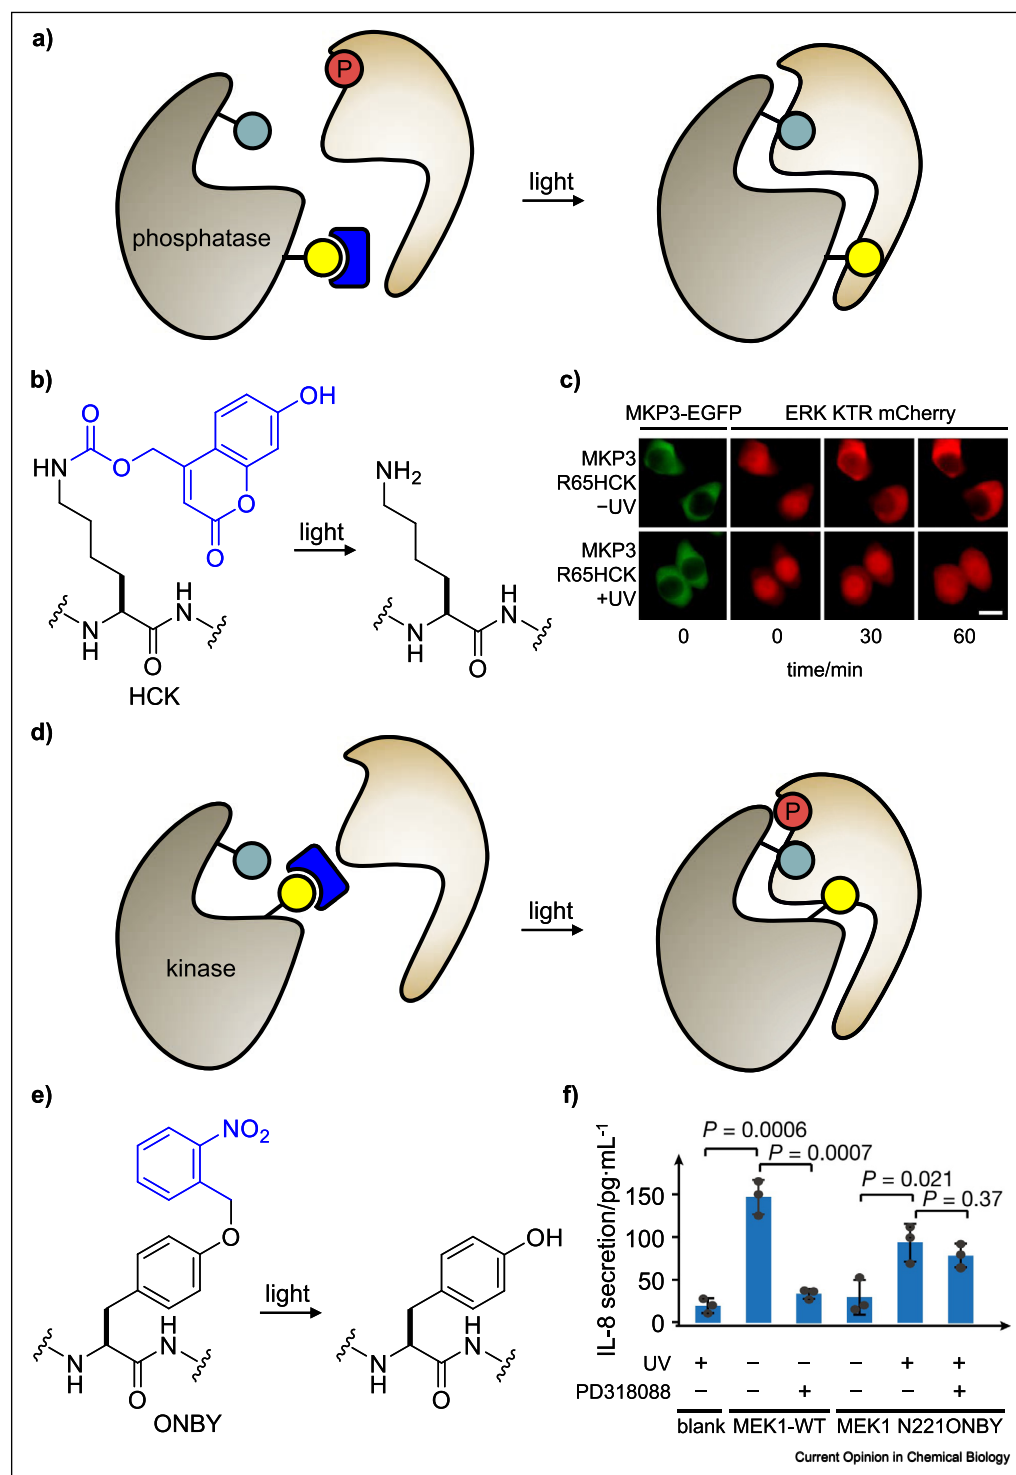 a)
P
phosphatase
light
b)
OH
O
HN
O
O
O
light
NH2
N
H
H
N
O
HCK
N
H
H
N
O
c)
MKP3-EGFP
ERK KTR mCherry
MKP3
R65HCK
−UV
MKP3
R65HCK
+UV
0
0
30
60
time/min
d)
kinase
light
P
e)
NO2
O
light
OH
N
H
H
N
O
ONBY
N
H
H
N
O
f)
IL-8 secretion/pg·mL-1
P = 0.0006
P = 0.0007
P = 0.021
P = 0.37
150
100
50
0
UV + − − − + +
PD318088 − − + − − +
blank MEK1-WT MEK1 N221ONBY
Current Opinion in Chemical Biology